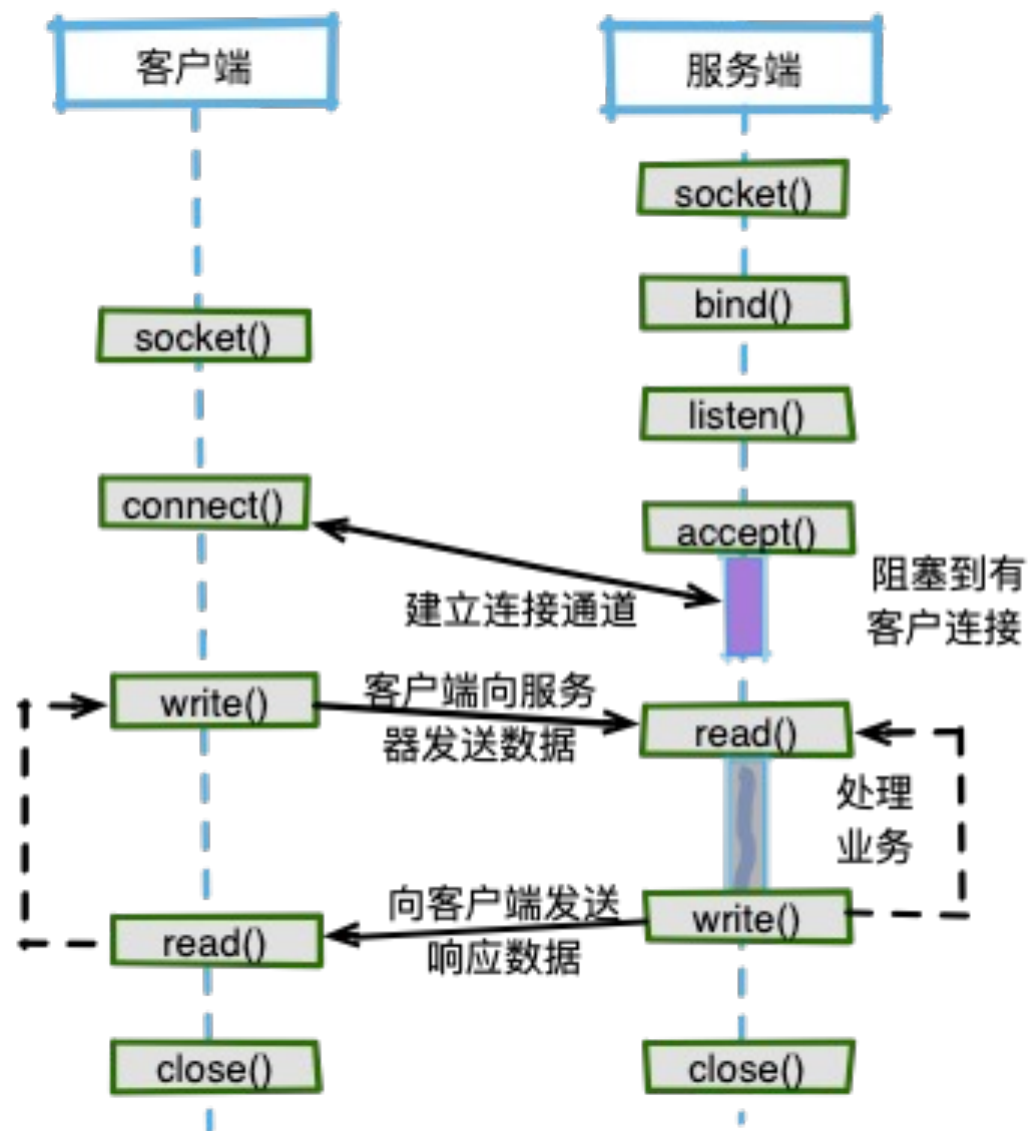 客户端
服务端
socket()
bind()
socket()
listen()
connect()
accept()
阻塞到有
客户连接
建立连接通道
write()
客户端向服务
器发送数据
read()
处理
业务
向客户端发送
响应数据
write()
read()
close()
close()